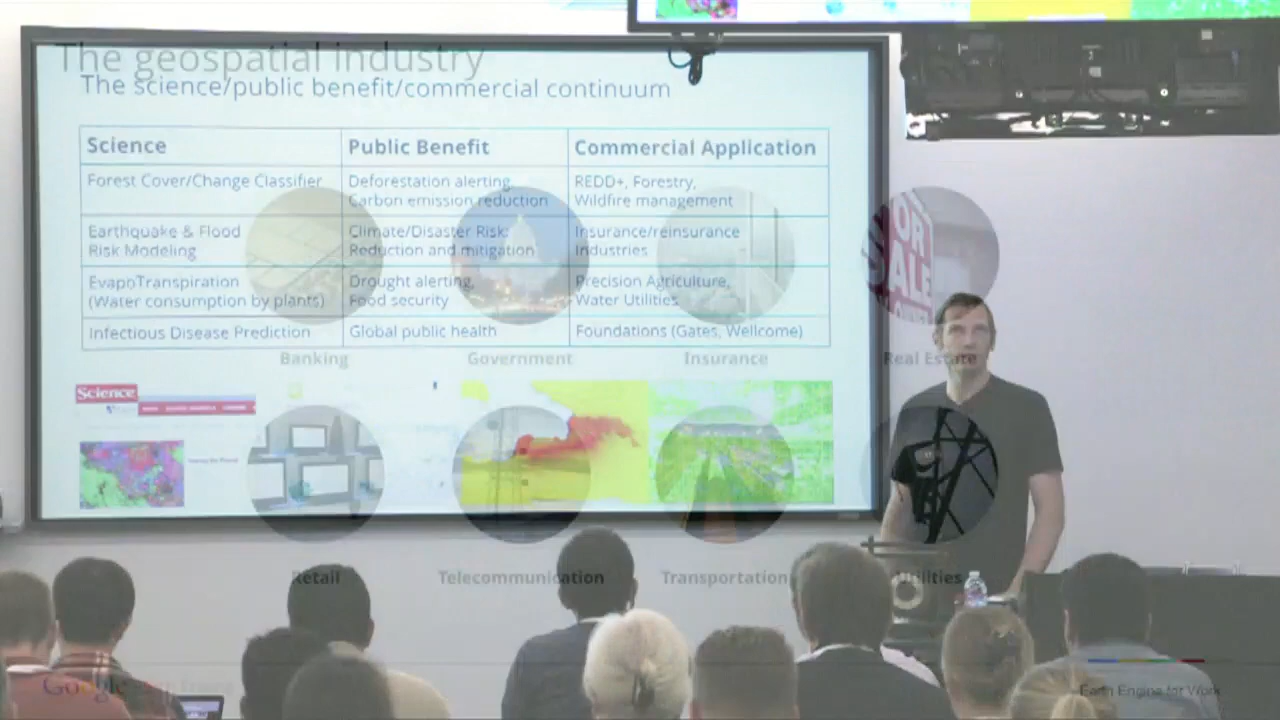 The geospatial industry
The science/public benefit/commercial continuum
Science
Public Benefit
Commercial Application
Forest Cover/Change Classifier
Deforestation alerting,
Carbon emission reduction
REDD+, Forestry,
Wildfire management
Earthquake & Flood
Risk Modeling
Climate/Disaster Risk:
Reduction and mitigation
Insurance/reinsurance
Industries
EvapoTranspiration
(Water consumption by plants)
Drought alerting,
Food security
Precision Agriculture,
Water Utilities
Infectious Disease Prediction
Global public health
Foundations (Gates, Wellcome)
OR
ALE
Banking
Government
Insurance
Real Estate
Science
Retail
Telecommunication
Transportation
Utilities
Google
Earth Engine for Work